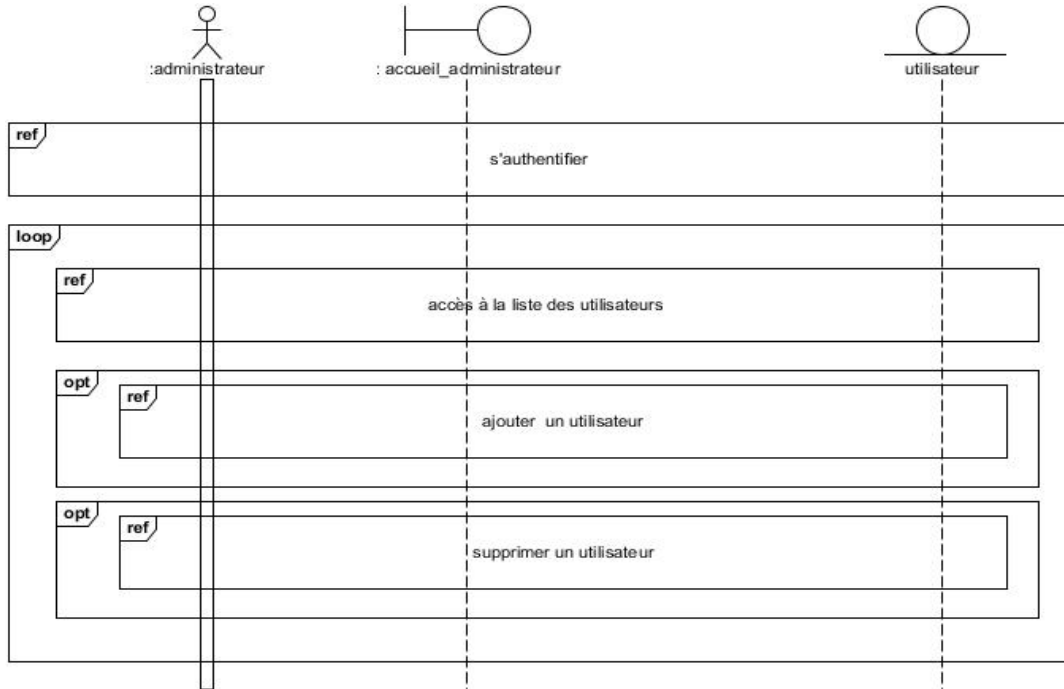 :administrateur
: accueil_administrateur
utilisateur
ref
s'authentifier
loop
ref
accès à la liste des utilisateurs
opt
ref
ajouter un utilisateur
opt
ref
supprimer un utilisateur